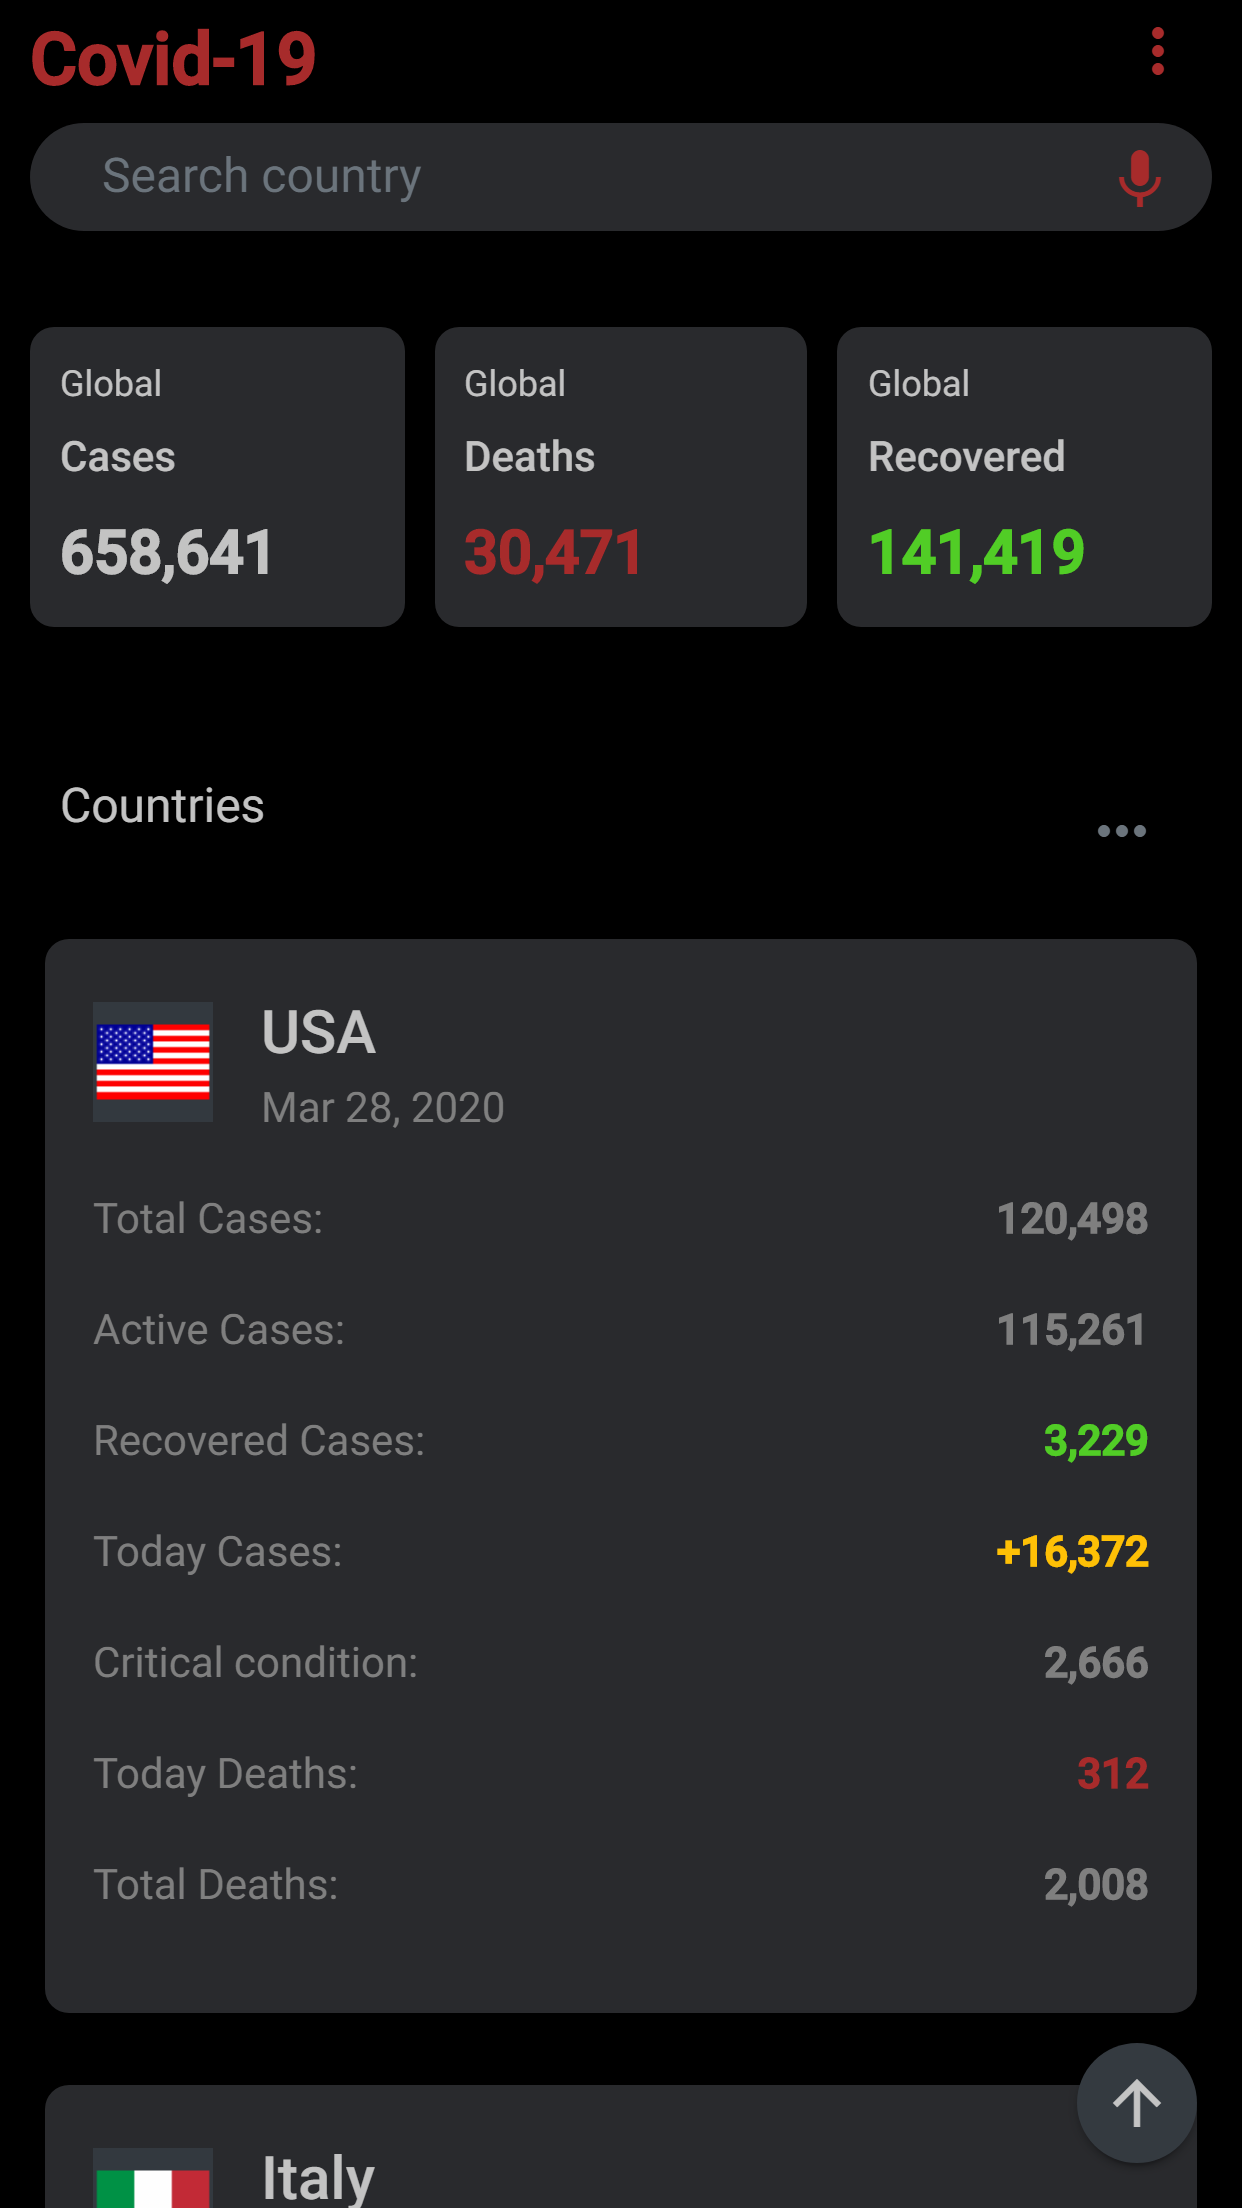 Covid-19
Search country
Global
Cases
658,641
Global
Deaths
30,471
Global
Recovered
141,419
Countries
USA
Mar 28, 2020
Total Cases: 120,498
Active Cases: 115,261
Recovered Cases: 3,229
Today Cases: +16,372
Critical condition: 2,666
Today Deaths: 312
Total Deaths: 2,008
Italy